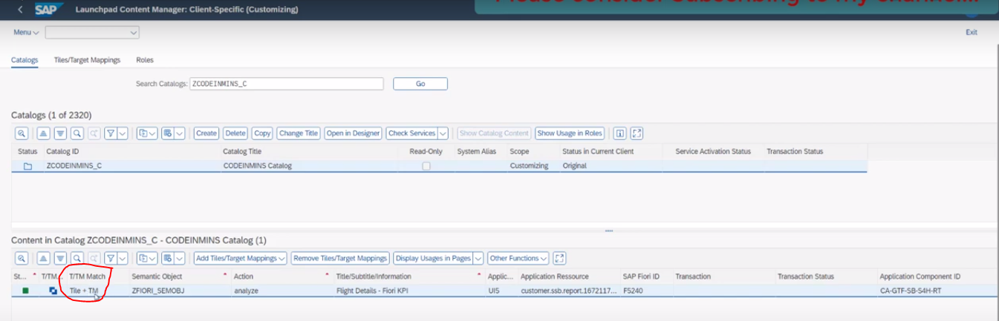 Please consider Subscribing to my channel...
SAP Launchpad Content Manager: Client-Specific (Customizing)
Menu Exit
Catalogs Tiles/Target Mappings Roles
Search Catalogs: ZCODEINMINS_C Go
Catalogs (1 of 2320)
Create Delete Copy Change Title Open in Designer Check Services Show Catalog Content Show Usage in Roles
Status Catalog ID Catalog Title Read-Only System Alias Scope Status in Current Client Service Activation Status Transaction Status
ZCODEINMINS_C CODEINMINS Catalog Customizing Original
Content in Catalog ZCODEINMINS_C - CODEINMINS Catalog (1)
Add Tiles/Target Mappings Remove Tiles/Target Mappings Display Usages in Pages Other Functions
St... T/TM... T/TM Match Semantic Object Action Title/Subtitle/Information Applic... Application Ressource SAP Fiori ID Transaction Transaction Status Application Component ID
Tile + TM ZFIORI_SEMOBJ analyze Flight Details - Fiori KPI UI5 customer.ssb.report.1672117... F5240 CA-GTF-SB-S4H-RT